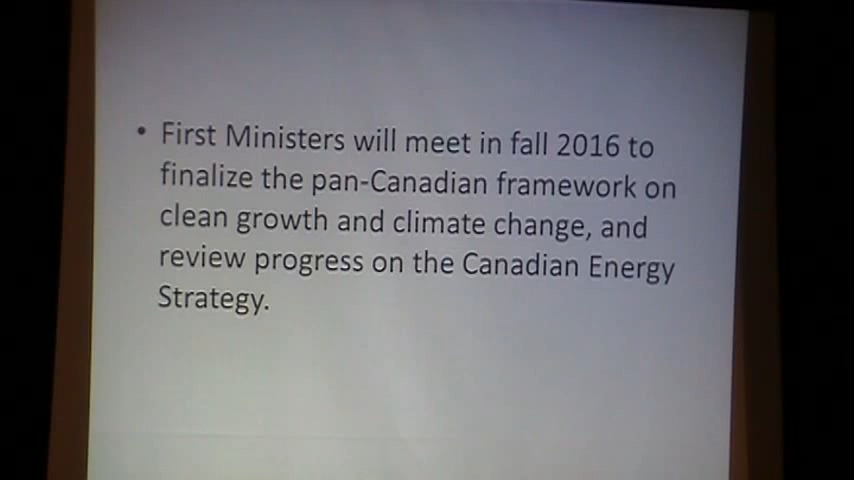 • First Ministers will meet in fall 2016 to
finalize the pan-Canadian framework on
clean growth and climate change, and
review progress on the Canadian Energy
Strategy.